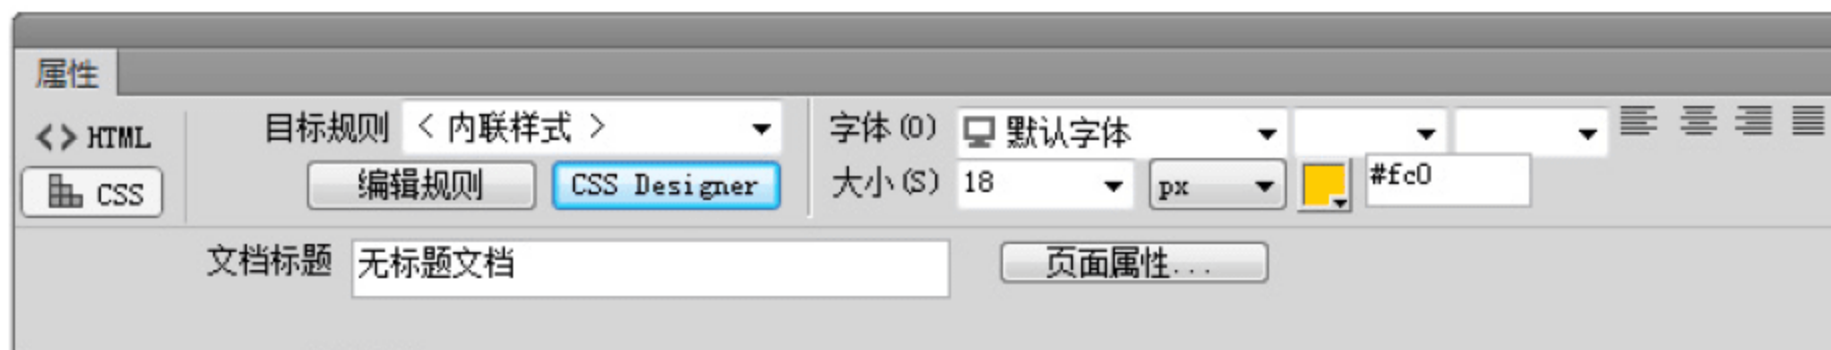 属性
<> HTML 目标规则 < 内联样式 > 字体(O) 默认字体
CSS 编辑规则 CSS Designer 大小(S) 18 px #fc0
文档标题 无标题文档 页面属性...